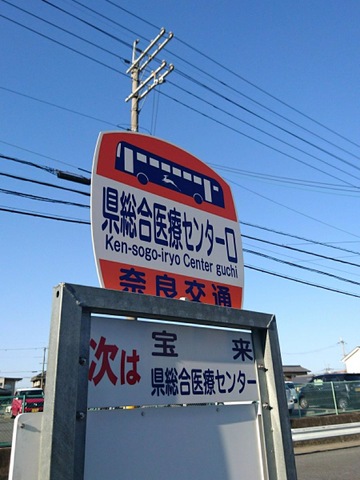 県総合医療センター口
Ken-sogo-iryo Center guchi
奈良交通
次は 宝来
県総合医療センター